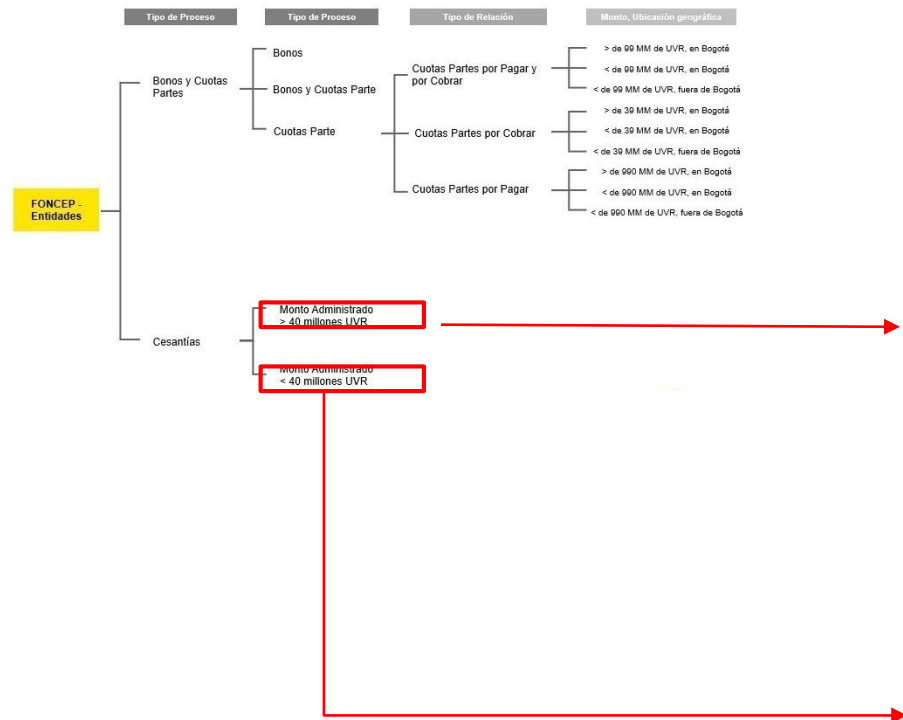 Tipo de Proceso
Tipo de Proceso
Tipo de Relación
Monto, Ubicación geográfica
FONCEP -
Entidades
Bonos y Cuotas
Partes
Bonos
Bonos y Cuotas Parte
Cuotas Parte
Cuotas Partes por Pagar y
por Cobrar
> de 99 MM de UVR, en Bogotá
< de 99 MM de UVR, en Bogotá
< de 99 MM de UVR, fuera de Bogotá
Cuotas Partes por Cobrar
> de 39 MM de UVR, en Bogotá
< de 39 MM de UVR, en Bogotá
< de 39 MM de UVR, fuera de Bogotá
Cuotas Partes por Pagar
> de 990 MM de UVR, en Bogotá
< de 990 MM de UVR, en Bogotá
< de 990 MM de UVR, fuera de Bogotá
Cesantías
Monto Administrado
> 40 millones UVR
Monto Administrado
< 40 millones UVR